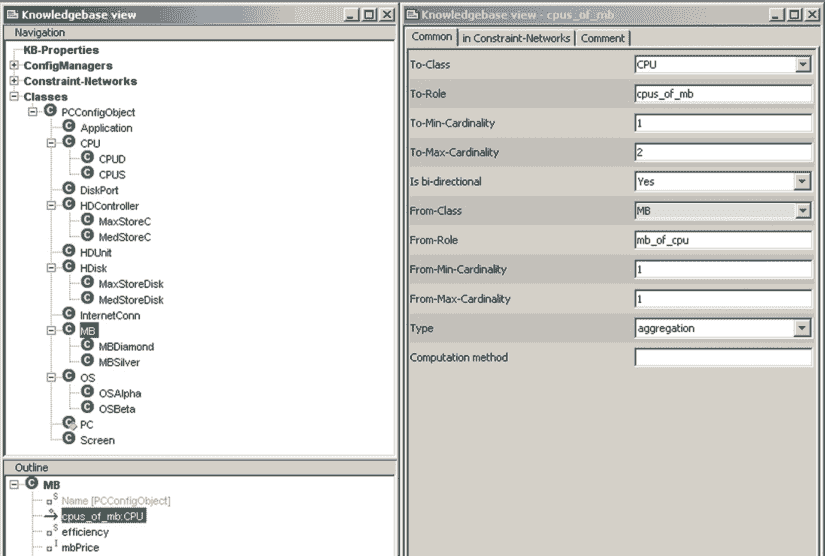 Knowledgebase view
Navigation
KB-Properties
ConfigManagers
Constraint-Networks
Classes
PCConfigObject
Application
CPU
CPUD
CPUS
DiskPort
HDController
MaxStoreC
MedStoreC
HDUnit
HDisk
MaxStoreDisk
MedStoreDisk
InternetConn
MB
MBDiamond
MBSilver
OS
OSAlpha
OSBeta
PC
Screen
Outline
MB
Name [PCConfigObject]
cpus_of_mb:CPU
efficiency
mbPrice
Knowledgebase view - cpus_of_mb
Common in Constraint-Networks Comment
To-Class CPU
To-Role cpus_of_mb
To-Min-Cardinality 1
To-Max-Cardinality 2
Is bi-directional Yes
From-Class MB
From-Role mb_of_cpu
From-Min-Cardinality 1
From-Max-Cardinality 1
Type aggregation
Computation method